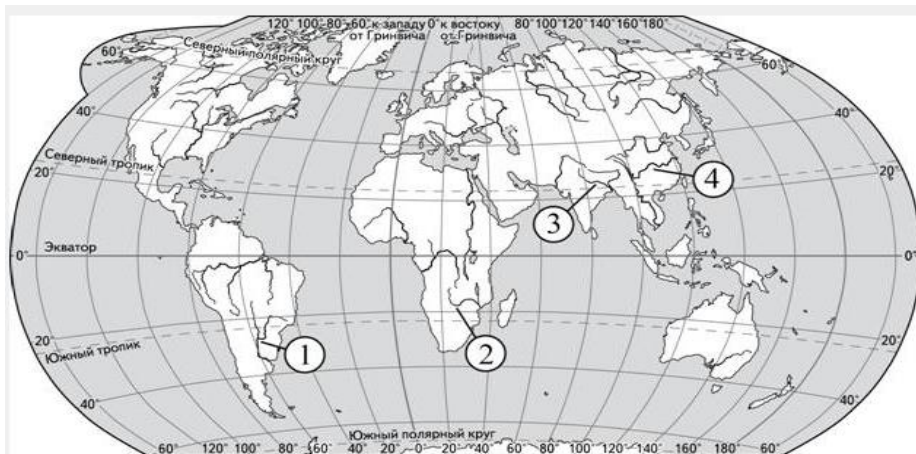 120° 100°-80°-60° к западу 0° к востоку 80° 100° 120° 140° 160° 180°
от Гринвича от Гринвича
60° Северный полярный круг 60°
40° 40°
Северный тропик
20° 20°
4
3
Экватор
0° 0°
1 2
20° 20°
Южный тропик
40° 40°
Южный полярный круг
60° 120° 100° 80° 60° 40° 20° 0° 20° 40° 60° 80° 100° 120° 140° 160° 60°